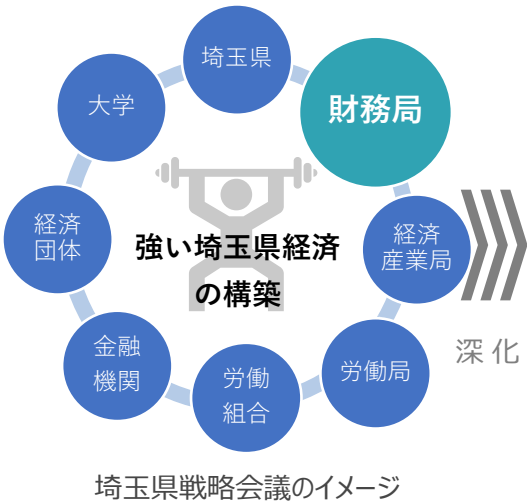 埼玉県
財務局
大学
経済
団体
経済
産業局
強い埼玉県経済
の構築
金融
機関
労働
組合
労働局
深化
埼玉県戦略会議のイメージ